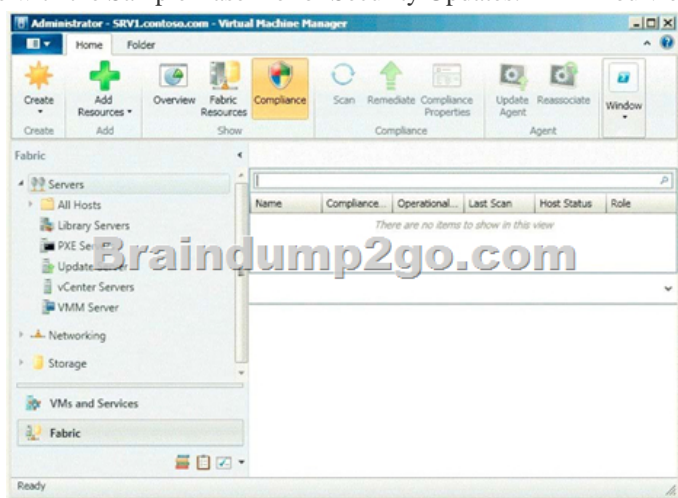 Administrator - SRV1.contoso.com - Virtual Machine Manager
Home Folder
Create
Add Resources
Overview
Fabric Resources
Compliance
Scan
Remediate
Compliance Properties
Update Agent
Reassociate
Window
Create
Add
Show
Compliance
Agent
Fabric
Servers
All Hosts
Library Servers
PXE
Update
vCenter Servers
VMM Server
Networking
Storage
VMs and Services
Fabric
Name Compliance... Operational... Last Scan Host Status Role
There are no items to show in this view
Braindump2go.com
Ready